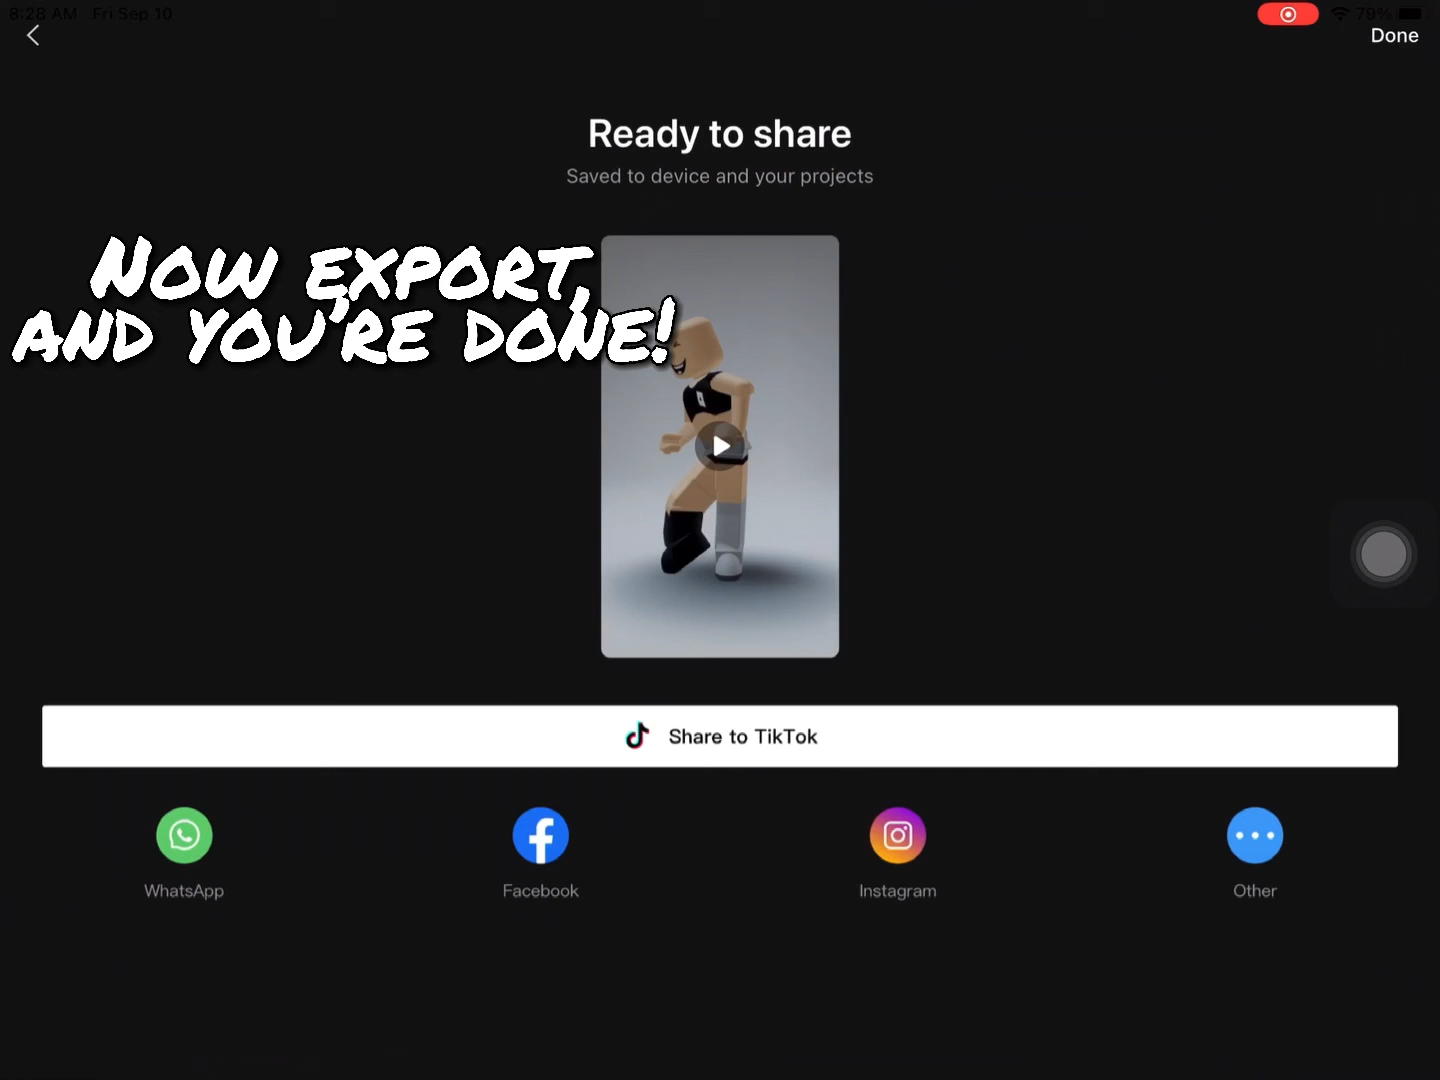 8:28 AM Fri Sep 10
79%
Done
Ready to share
Saved to device and your projects
NOW EXPORT,
AND YOU'RE DONE!
Share to TikTok
WhatsApp
Facebook
Instagram
Other